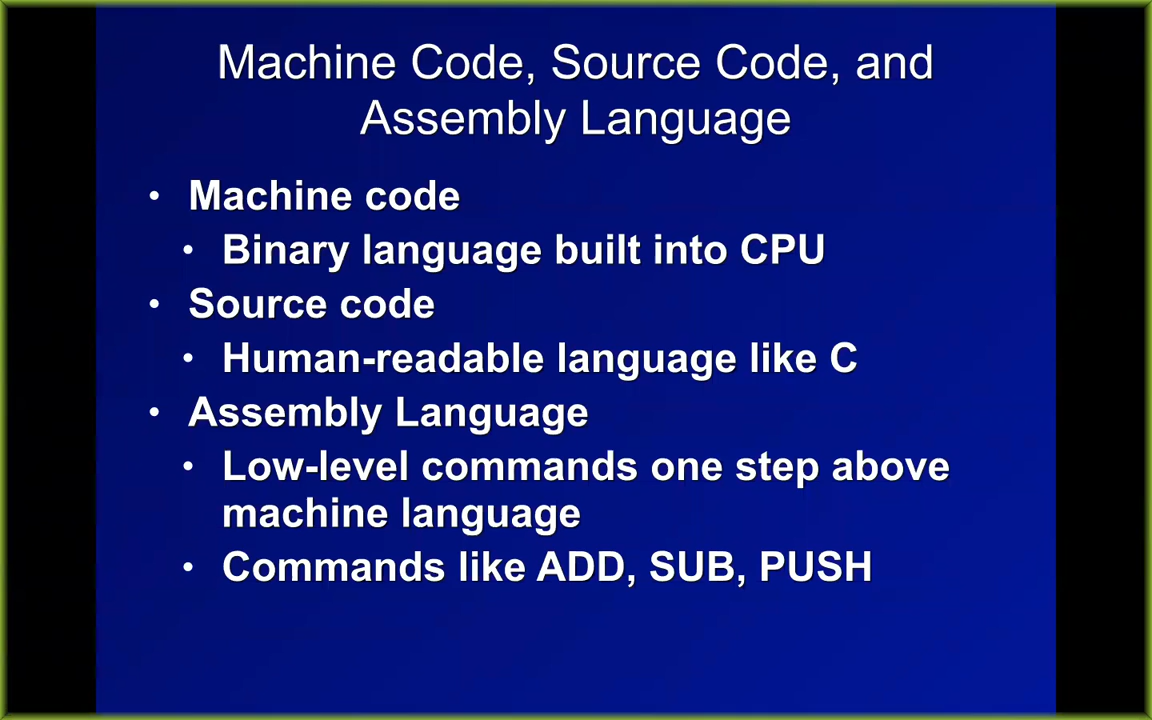 Machine Code, Source Code, and
Assembly Language
• Machine code
• Binary language built into CPU
• Source code
• Human-readable language like C
• Assembly Language
• Low-level commands one step above
machine language
• Commands like ADD, SUB, PUSH